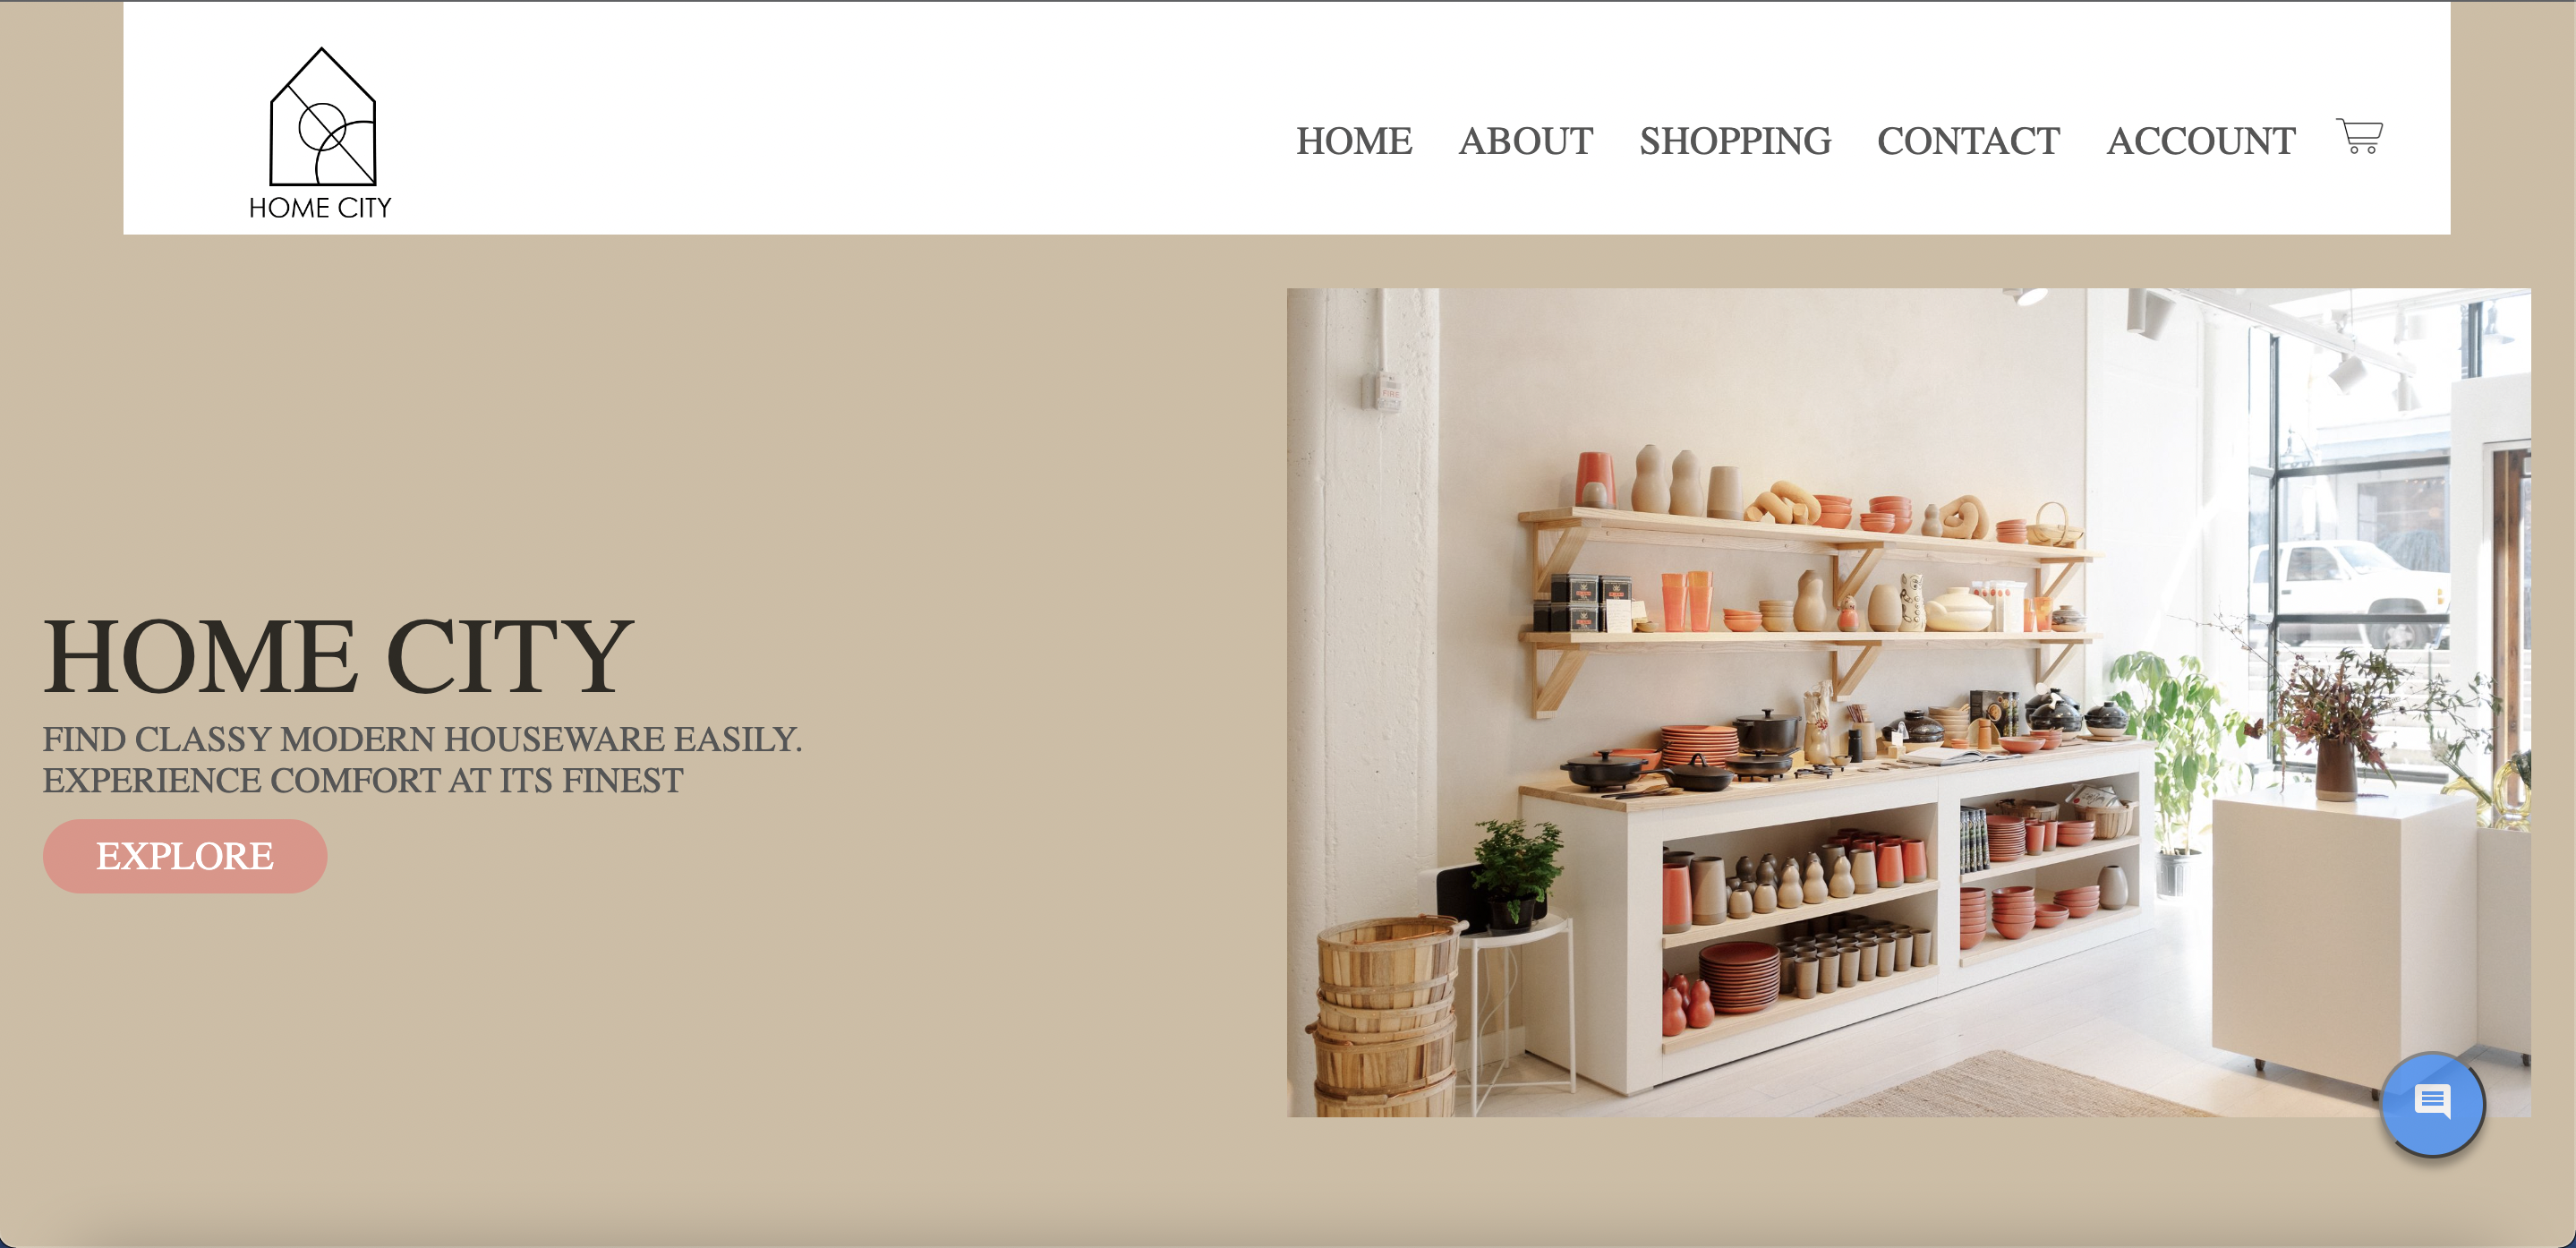 HOME CITY
HOME ABOUT SHOPPING CONTACT ACCOUNT
FIRE
HOME CITY
FIND CLASSY MODERN HOUSEWARE EASILY.
EXPERIENCE COMFORT AT ITS FINEST
EXPLORE